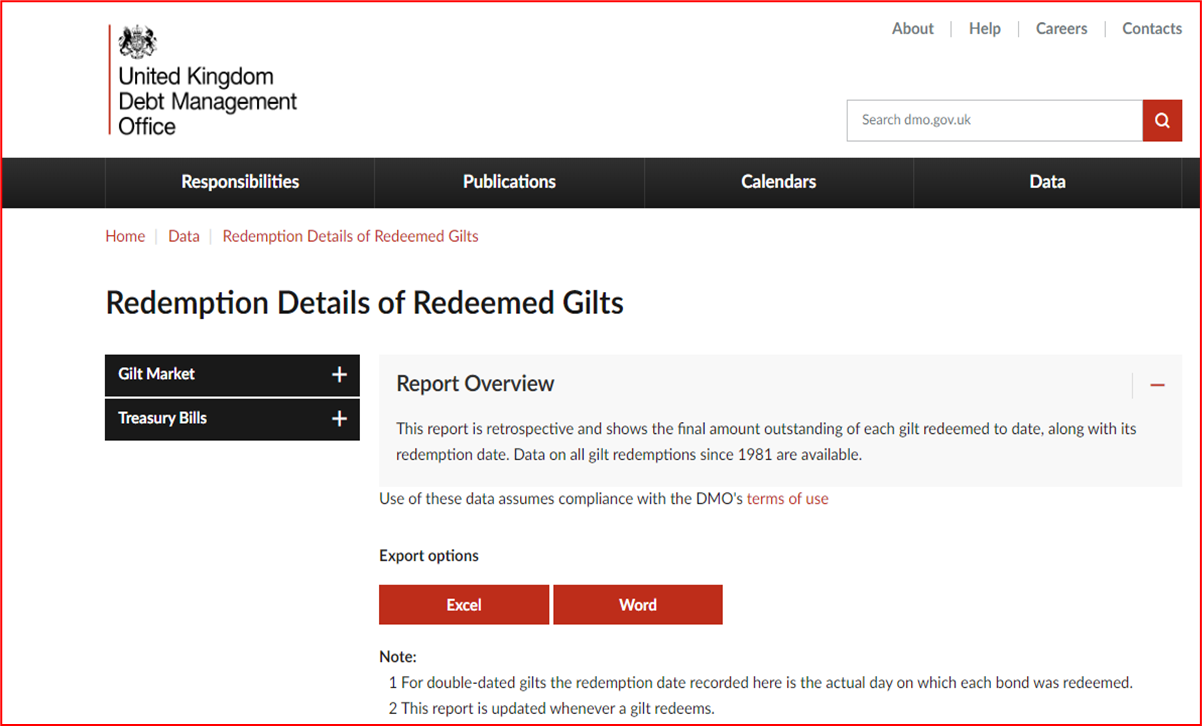 About
Help
Careers
Contacts
United Kingdom
Debt Management
Office
Search dmo.gov.uk
Responsibilities
Publications
Calendars
Data
Home
Data
Redemption Details of Redeemed Gilts
Redemption Details of Redeemed Gilts
Gilt Market
Treasury Bills
Report Overview
This report is retrospective and shows the final amount outstanding of each gilt redeemed to date, along with its
redemption date. Data on all gilt redemptions since 1981 are available.
Use of these data assumes compliance with the DMO's terms of use
Export options
Excel
Word
Note:
1 For double-dated gilts the redemption date recorded here is the actual day on which each bond was redeemed.
2 This report is updated whenever a gilt redeems.